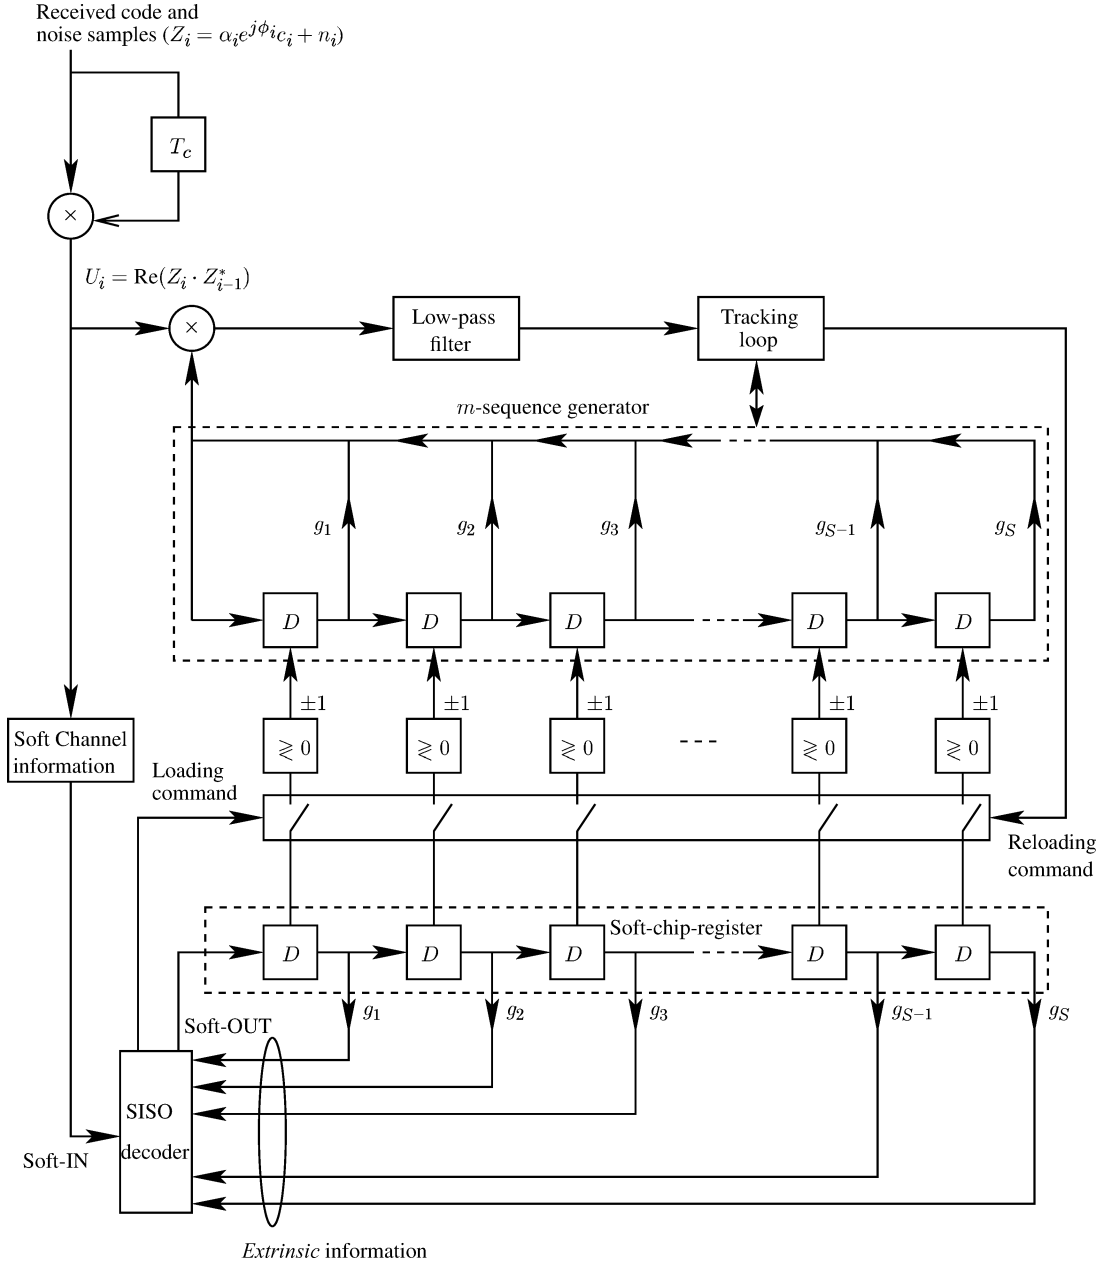 Received code and
noise samples (Z_i = α_i e^{jϕ_i} c_i + n_i)
T_c
×
U_i = Re(Z_i · Z*_{i−1})
×
Low-pass
filter
Tracking
loop
m-sequence generator
g_1
g_2
g_3
g_{S−1}
g_S
D
D
D
D
D
±1
±1
±1
±1
±1
≷ 0
≷ 0
≷ 0
≷ 0
≷ 0
Soft Channel
information
Loading
command
Reloading
command
Soft-chip-register
D
D
D
D
D
g_1
g_2
g_3
g_{S−1}
g_S
Soft-OUT
SISO
decoder
Soft-IN
Extrinsic information